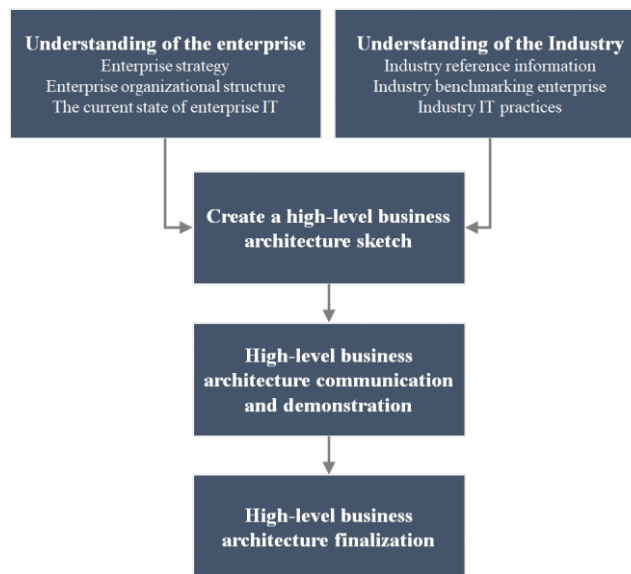 Understanding of the enterprise
Enterprise strategy
Enterprise organizational structure
The current state of enterprise IT
Understanding of the Industry
Industry reference information
Industry benchmarking enterprise
Industry IT practices
Create a high-level business
architecture sketch
High-level business
architecture communication
and demonstration
High-level business
architecture finalization